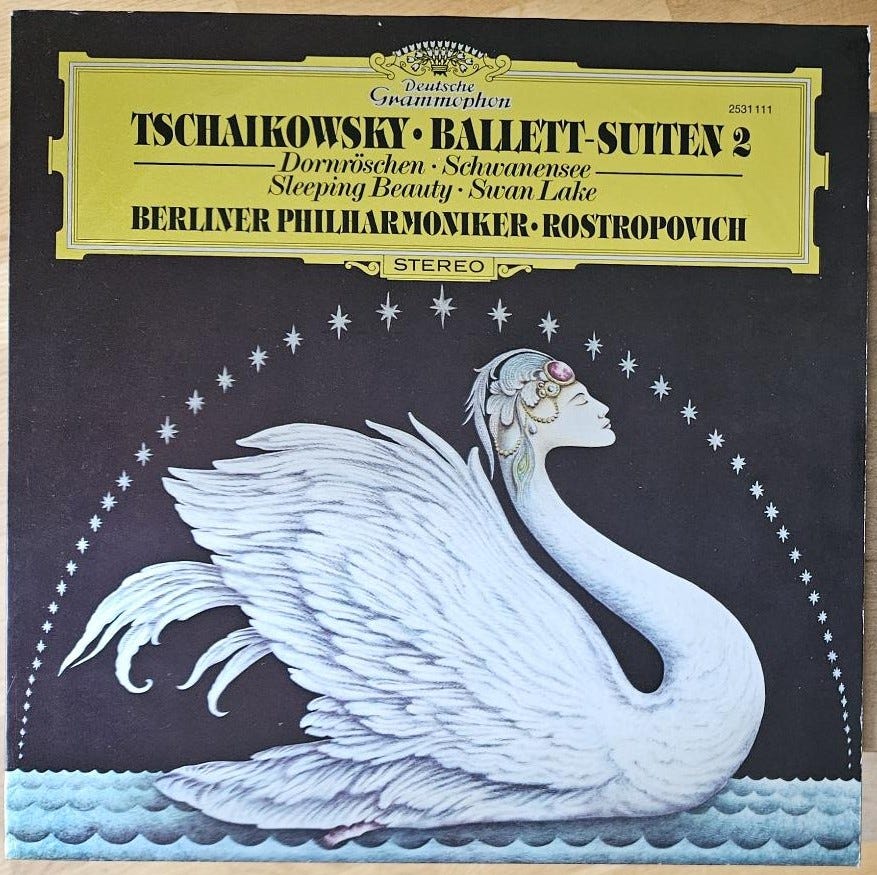 Deutsche
Grammophon
2531 111
TSCHAIKOWSKY · BALLETT-SUITEN 2
Dornröschen · Schwanensee
Sleeping Beauty · Swan Lake
BERLINER PHILHARMONIKER · ROSTROPOVICH
STEREO